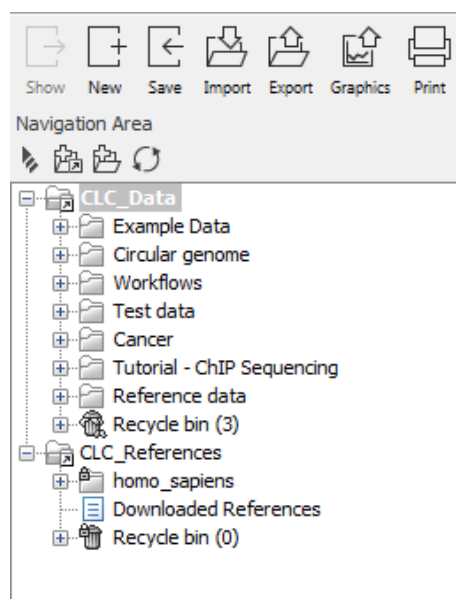 Show New Save Import Export Graphics Print
Navigation Area
CLC_Data
Example Data
Circular genome
Workflows
Test data
Cancer
Tutorial - ChIP Sequencing
Reference data
Recycle bin (3)
CLC_References
homo_sapiens
Downloaded References
Recycle bin (0)